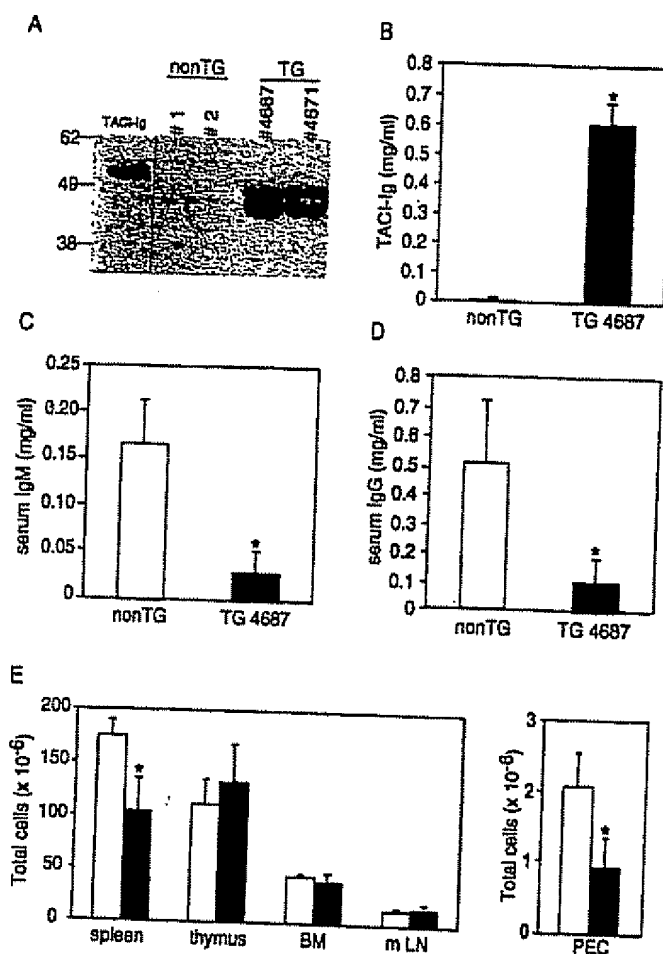 A
nonTG TG
TACI-Ig #1 #2 #4687 #4671
62
49
38
B
TACI-Ig (mg/ml)
0.8
0.7
0.6
0.5
0.4
0.3
0.2
0.1
0
*
nonTG TG 4687
C
serum IgM (mg/ml)
0.25
0.20
0.15
0.10
0.05
0
*
nonTG TG 4687
D
serum IgG (mg/ml)
0.8
0.7
0.6
0.5
0.4
0.3
0.2
0.1
0
*
nonTG TG 4687
E
Total cells (x 10-6)
200
150
100
50
0
*
spleen thymus BM m LN
Total cells (x 10-6)
3
2
1
0
*
PEC